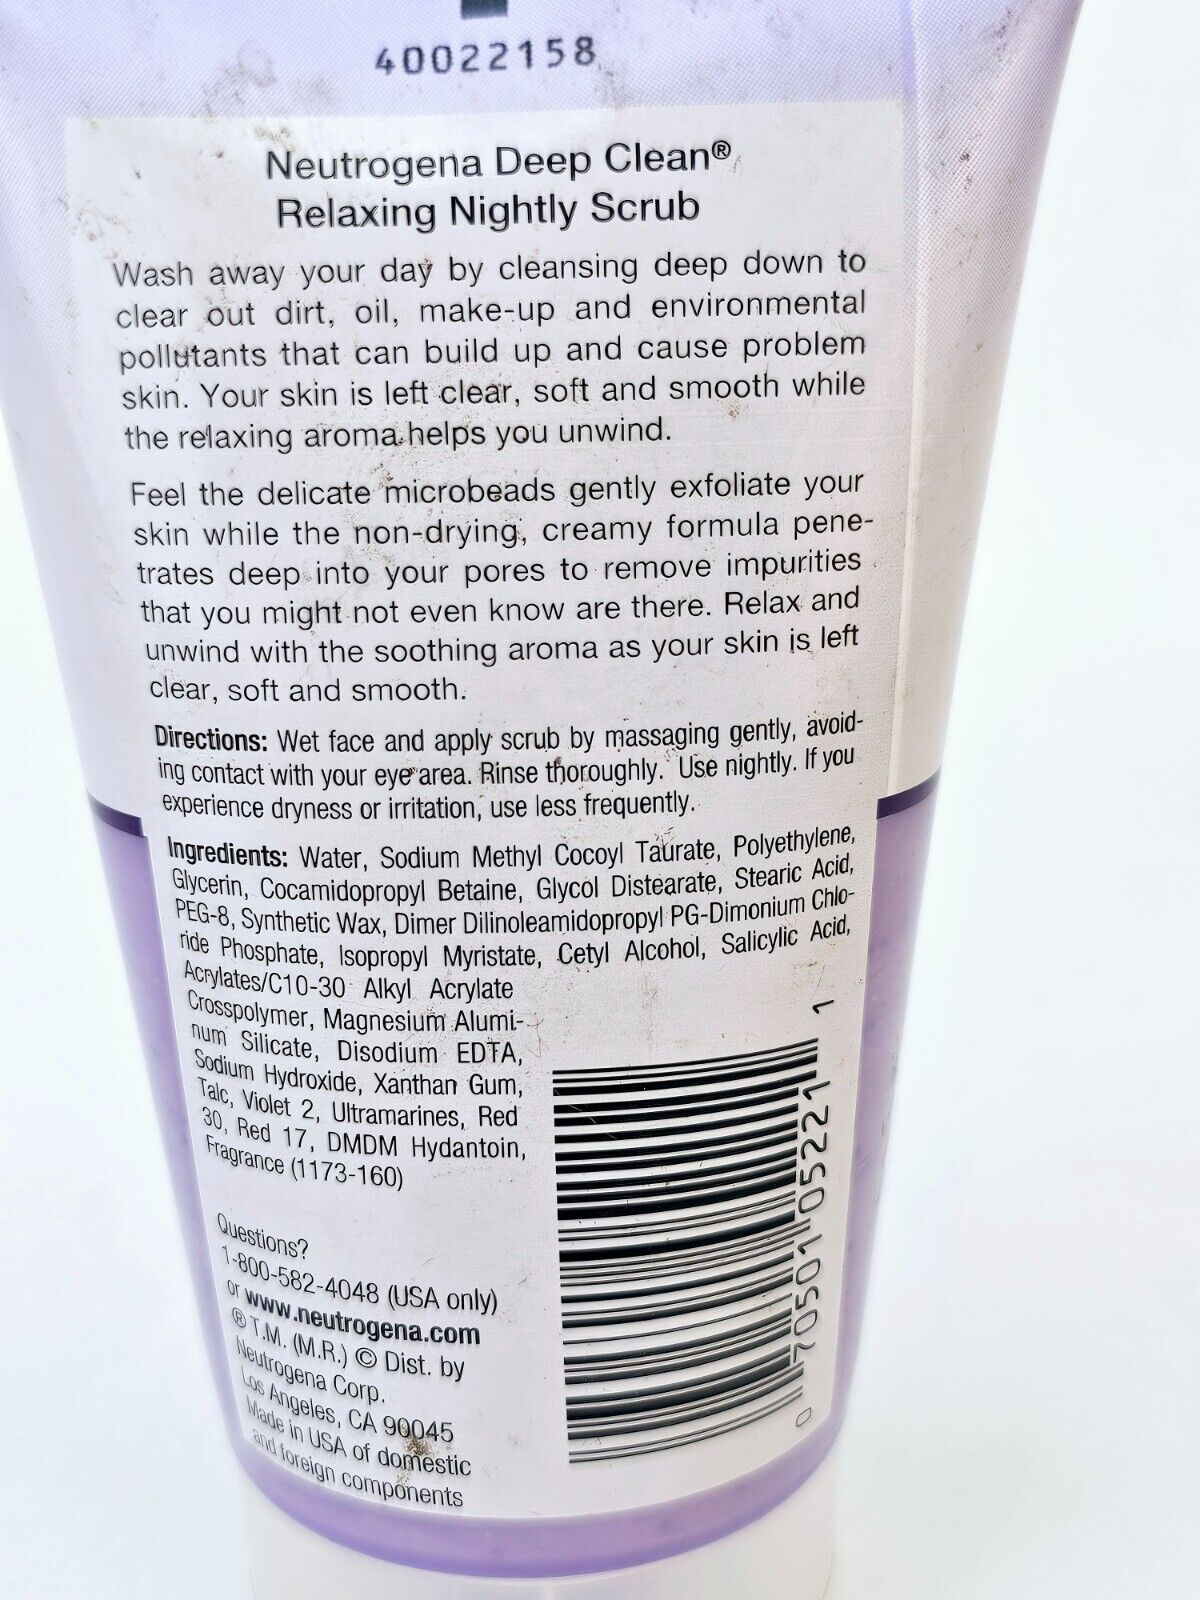 40022158
Neutrogena Deep Clean®
Relaxing Nightly Scrub
Wash away your day by cleansing deep down to
clear out dirt, oil, make-up and environmental
pollutants that can build up and cause problem
skin. Your skin is left clear, soft and smooth while
the relaxing aroma helps you unwind.
Feel the delicate microbeads gently exfoliate your
skin while the non-drying, creamy formula pene-
trates deep into your pores to remove impurities
that you might not even know are there. Relax and
unwind with the soothing aroma as your skin is left
clear, soft and smooth.
Directions: Wet face and apply scrub by massaging gently, avoid-
ing contact with your eye area. Rinse thoroughly. Use nightly. If you
experience dryness or irritation, use less frequently.
Ingredients: Water, Sodium Methyl Cocoyl Taurate, Polyethylene,
Glycerin, Cocamidopropyl Betaine, Glycol Distearate, Stearic Acid,
PEG-8, Synthetic Wax, Dimer Dilinoleamidopropyl PG-Dimonium Chlo-
ride Phosphate, Isopropyl Myristate, Cetyl Alcohol, Salicylic Acid,
Acrylates/C10-30 Alkyl Acrylate
Crosspolymer, Magnesium Alumi-
num Silicate, Disodium EDTA,
Sodium Hydroxide, Xanthan Gum,
Talc, Violet 2, Ultramarines, Red
30, Red 17, DMDM Hydantoin,
Fragrance (1173-160)
Questions?
1-800-582-4048 (USA only)
or www.neutrogena.com
® T.M. (M.R.) © Dist. by
Neutrogena Corp.
Los Angeles, CA 90045
Made in USA of domestic
and foreign components
0 70501 05221 1